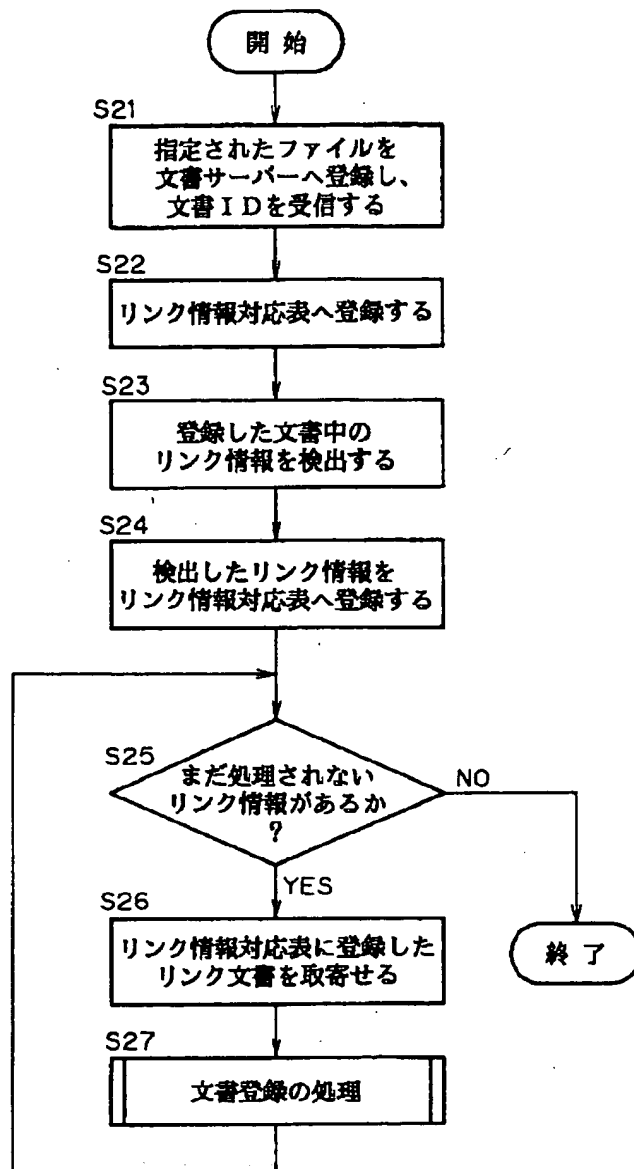 開始
S21
指定されたファイルを
文書サーバーへ登録し、
文書IDを受信する
S22
リンク情報対応表へ登録する
S23
登録した文書中の
リンク情報を検出する
S24
検出したリンク情報を
リンク情報対応表へ登録する
S25
まだ処理されない
リンク情報があるか
?
NO
YES
S26
リンク情報対応表に登録した
リンク文書を取寄せる
終了
S27
文書登録の処理